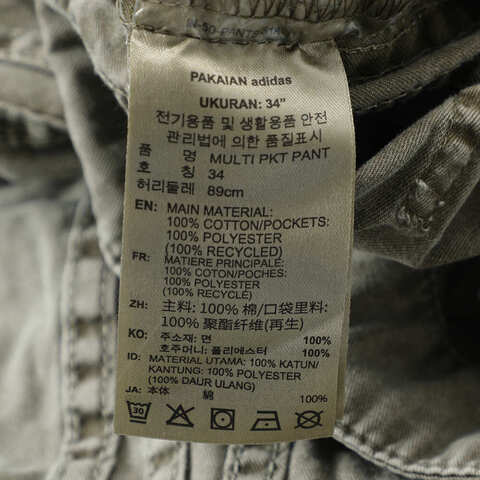 PAKAIAN adidas
UKURAN: 34"
전기용품 및 생활용품 안전
관리법에 의한 품질표시
품 명 MULTI PKT PANT
호 칭 34
허리둘레 89cm
EN: MAIN MATERIAL:
100% COTTON/POCKETS:
100% POLYESTER
(100% RECYCLED)
FR: MATIERE PRINCIPALE:
100% COTON/POCHES:
100% POLYESTER
(100% RECYCLE)
ZH: 主料: 100% 棉/口袋里料:
100% 聚酯纤维(再生)
KO: 주소재: 면 100%
호주머니: 폴리에스터 100%
ID: MATERIAL UTAMA: 100% KATUN/
KANTUNG: 100% POLYESTER
(100% DAUR ULANG)
JA: 本体 綿 100%
30